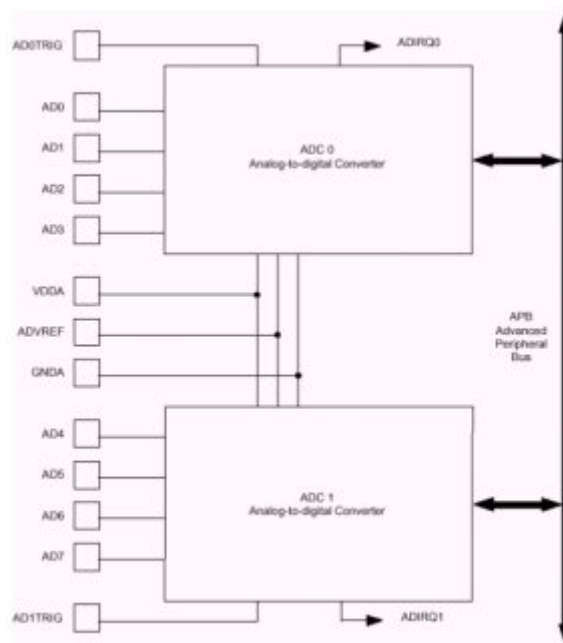 AD0TRIG
ADIRQ0
AD0
AD1
AD2
AD3
ADC 0
Analog-to-digital Converter
VDDA
ADVREF
GNDA
APB
Advanced
Peripheral
Bus
AD4
AD5
AD6
AD7
ADC 1
Analog-to-digital Converter
AD1TRIG
ADIRQ1